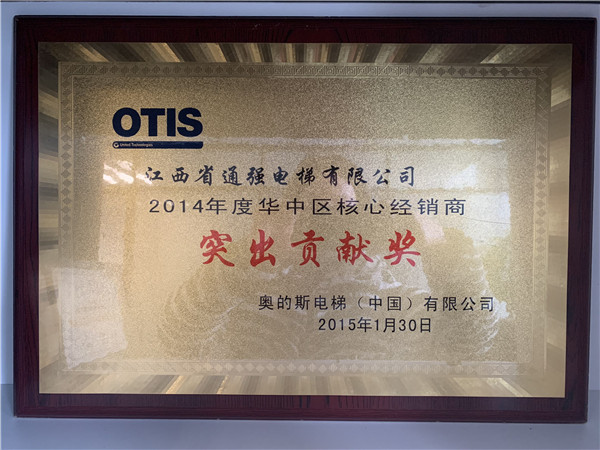 OTIS
United Technologies
江西省通强电梯有限公司
2014年度华中区核心经销商
突出贡献奖
奥的斯电梯（中国）有限公司
2015年1月30日